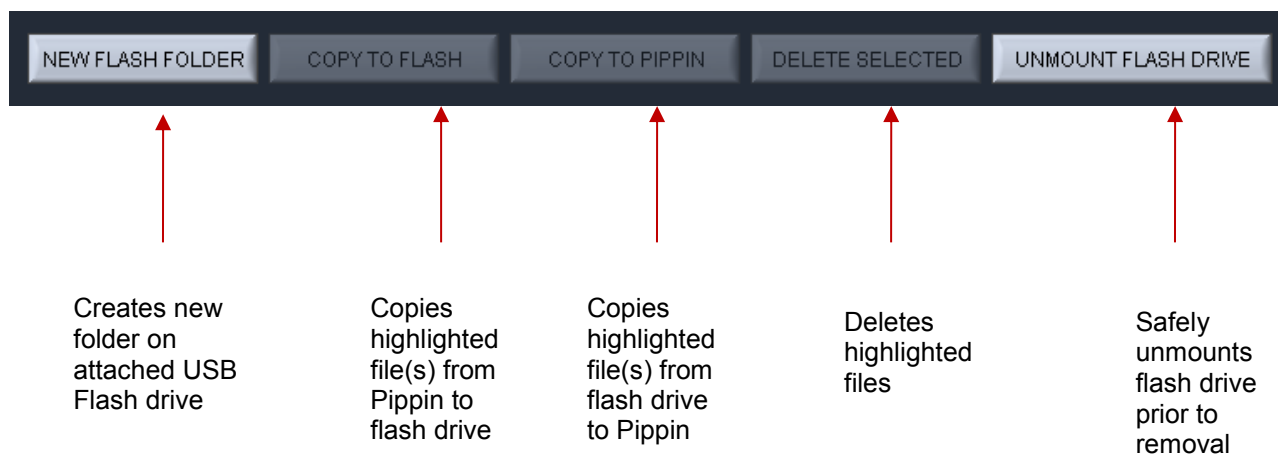 NEW FLASH FOLDER
COPY TO FLASH
COPY TO PIPPIN
DELETE SELECTED
UNMOUNT FLASH DRIVE
Creates new
folder on
attached USB
Flash drive
Copies
highlighted
file(s) from
Pippin to
flash drive
Copies
highlighted
file(s) from
flash drive
to Pippin
Deletes
highlighted
files
Safely
unmounts
flash drive
prior to
removal